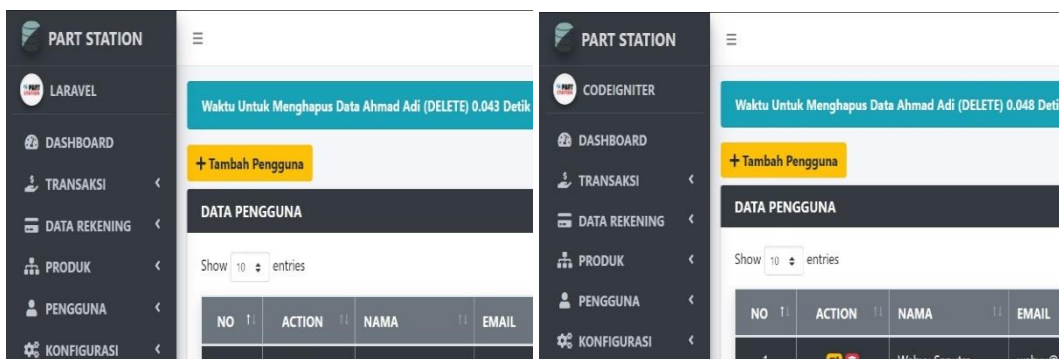 PART STATION
LARAVEL
Waktu Untuk Menghapus Data Ahmad Adi (DELETE) 0.043 Detik
DASHBOARD
+ Tambah Pengguna
TRANSAKSI
DATA PENGGUNA
DATA REKENING
Show 10 entries
PRODUK
PENGGUNA
NO ACTION NAMA EMAIL
KONFIGURASI
PART STATION
CODEIGNITER
Waktu Untuk Menghapus Data Ahmad Adi (DELETE) 0.048 Deti
DASHBOARD
+ Tambah Pengguna
TRANSAKSI
DATA PENGGUNA
DATA REKENING
Show 10 entries
PRODUK
PENGGUNA
NO ACTION NAMA EMAIL
KONFIGURASI